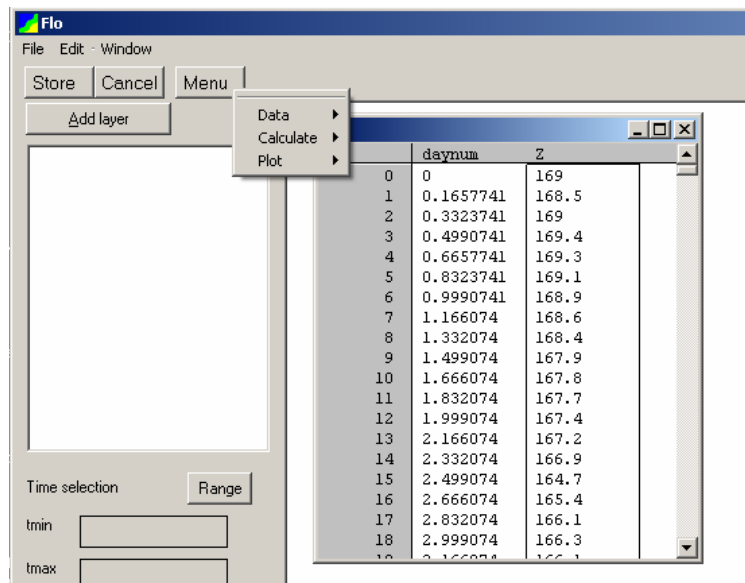 Flo
File Edit Window
Store Cancel Menu
Add layer
Data
Calculate
Plot
daynum Z
0 0 169
1 0.1657741 168.5
2 0.3323741 169
3 0.4990741 169.4
4 0.6657741 169.3
5 0.8323741 169.1
6 0.9990741 168.9
7 1.166074 168.6
8 1.332074 168.4
9 1.499074 167.9
10 1.666074 167.8
11 1.832074 167.7
12 1.999074 167.4
13 2.166074 167.2
14 2.332074 166.9
15 2.499074 164.7
16 2.666074 165.4
17 2.832074 166.1
18 2.999074 166.3
Time selection Range
tmin
tmax